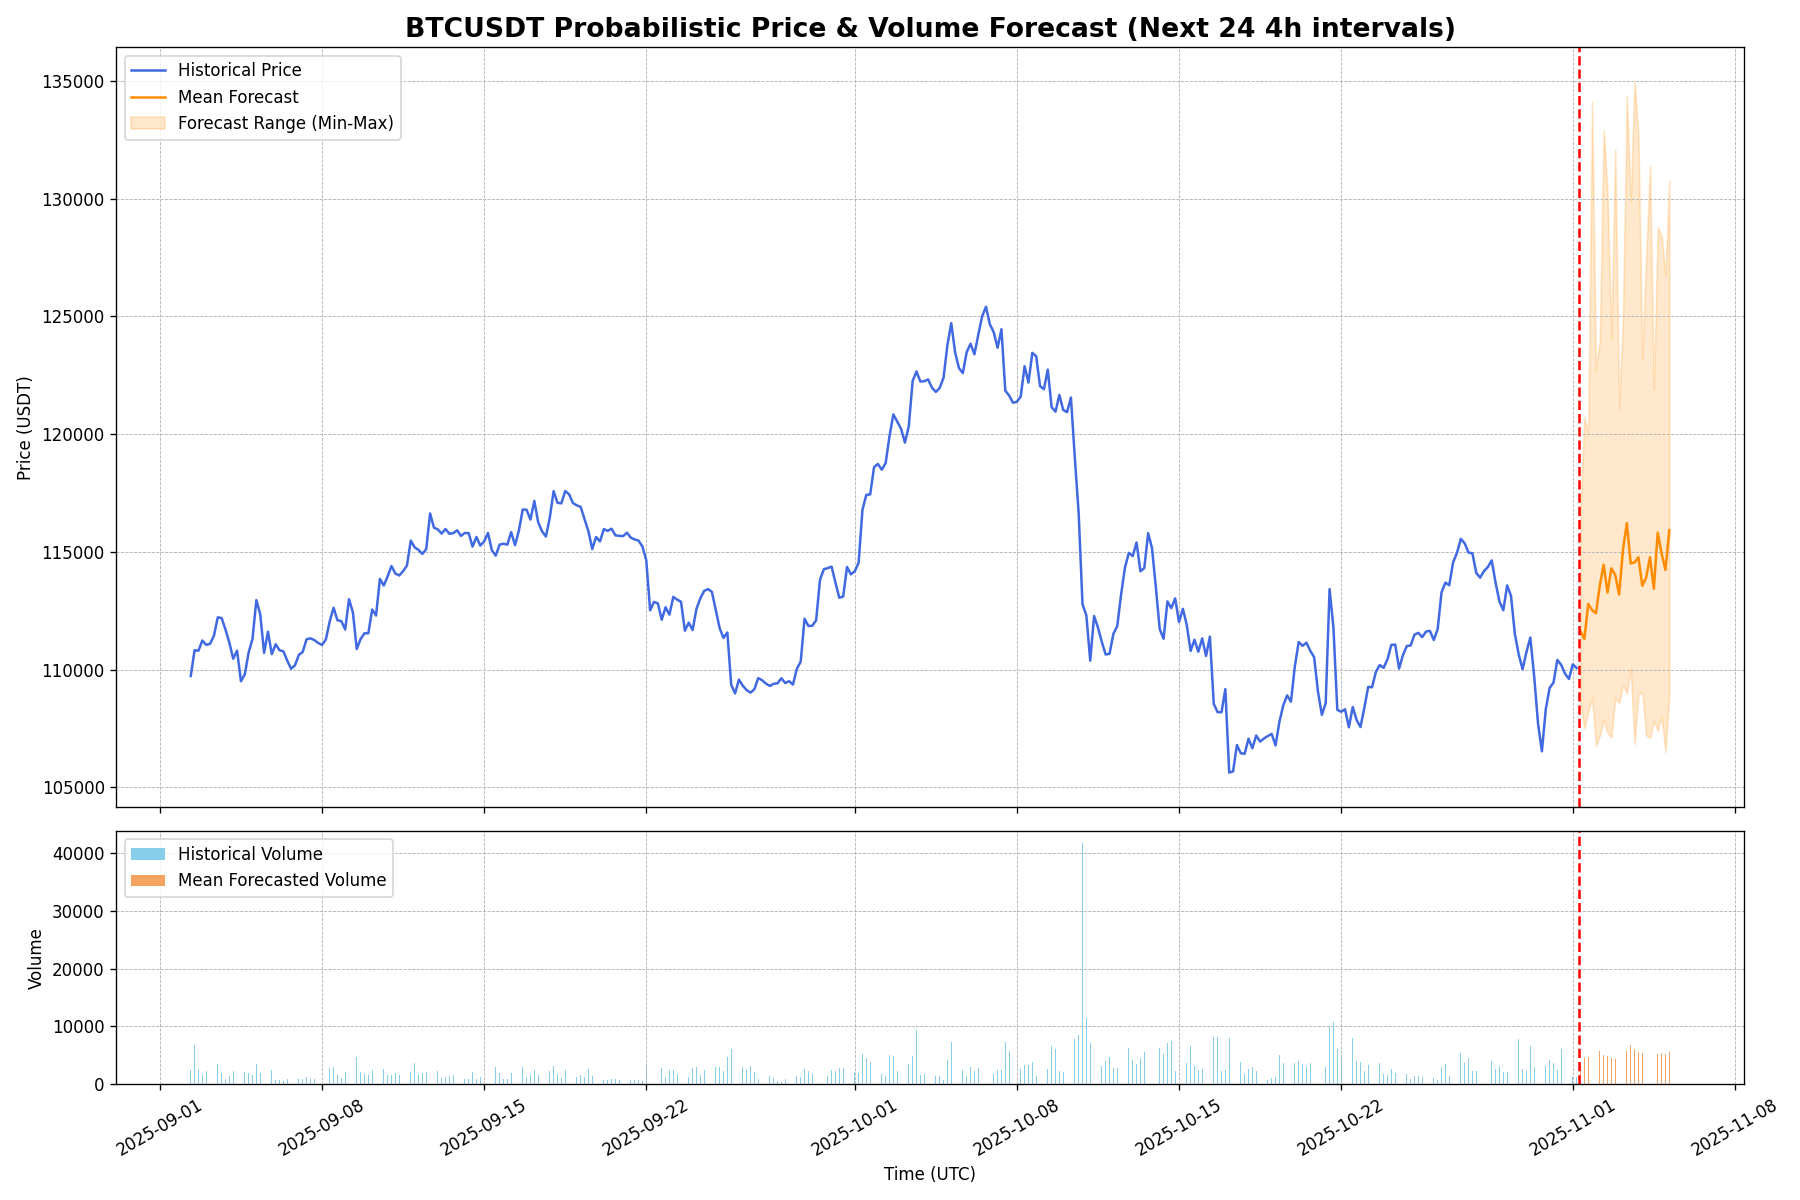 BTCUSDT Probabilistic Price & Volume Forecast (Next 24 4h intervals)
Historical Price
Mean Forecast
Forecast Range (Min-Max)
135000
130000
125000
120000
115000
110000
105000
Price (USDT)
Historical Volume
Mean Forecasted Volume
40000
30000
20000
10000
0
Volume
2025-09-01
2025-09-08
2025-09-15
2025-09-22
2025-10-01
2025-10-08
2025-10-15
2025-10-22
2025-11-01
2025-11-08
Time (UTC)